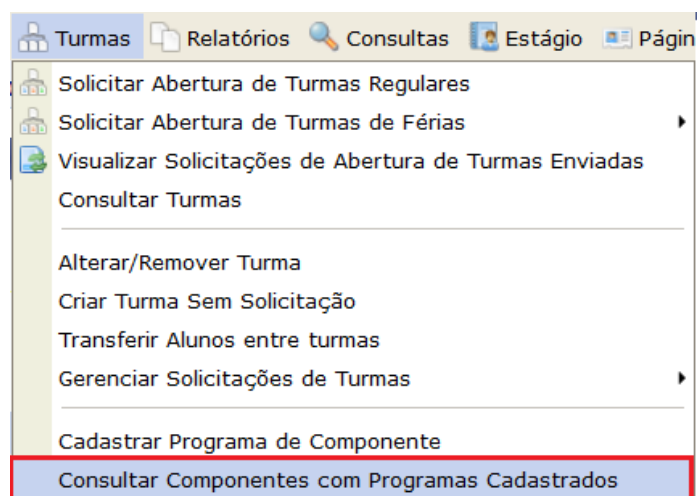 Turmas Relatórios Consultas Estágio Págin
Solicitar Abertura de Turmas Regulares
Solicitar Abertura de Turmas de Férias
Visualizar Solicitações de Abertura de Turmas Enviadas
Consultar Turmas
Alterar/Remover Turma
Criar Turma Sem Solicitação
Transferir Alunos entre turmas
Gerenciar Solicitações de Turmas
Cadastrar Programa de Componente
Consultar Componentes com Programas Cadastrados